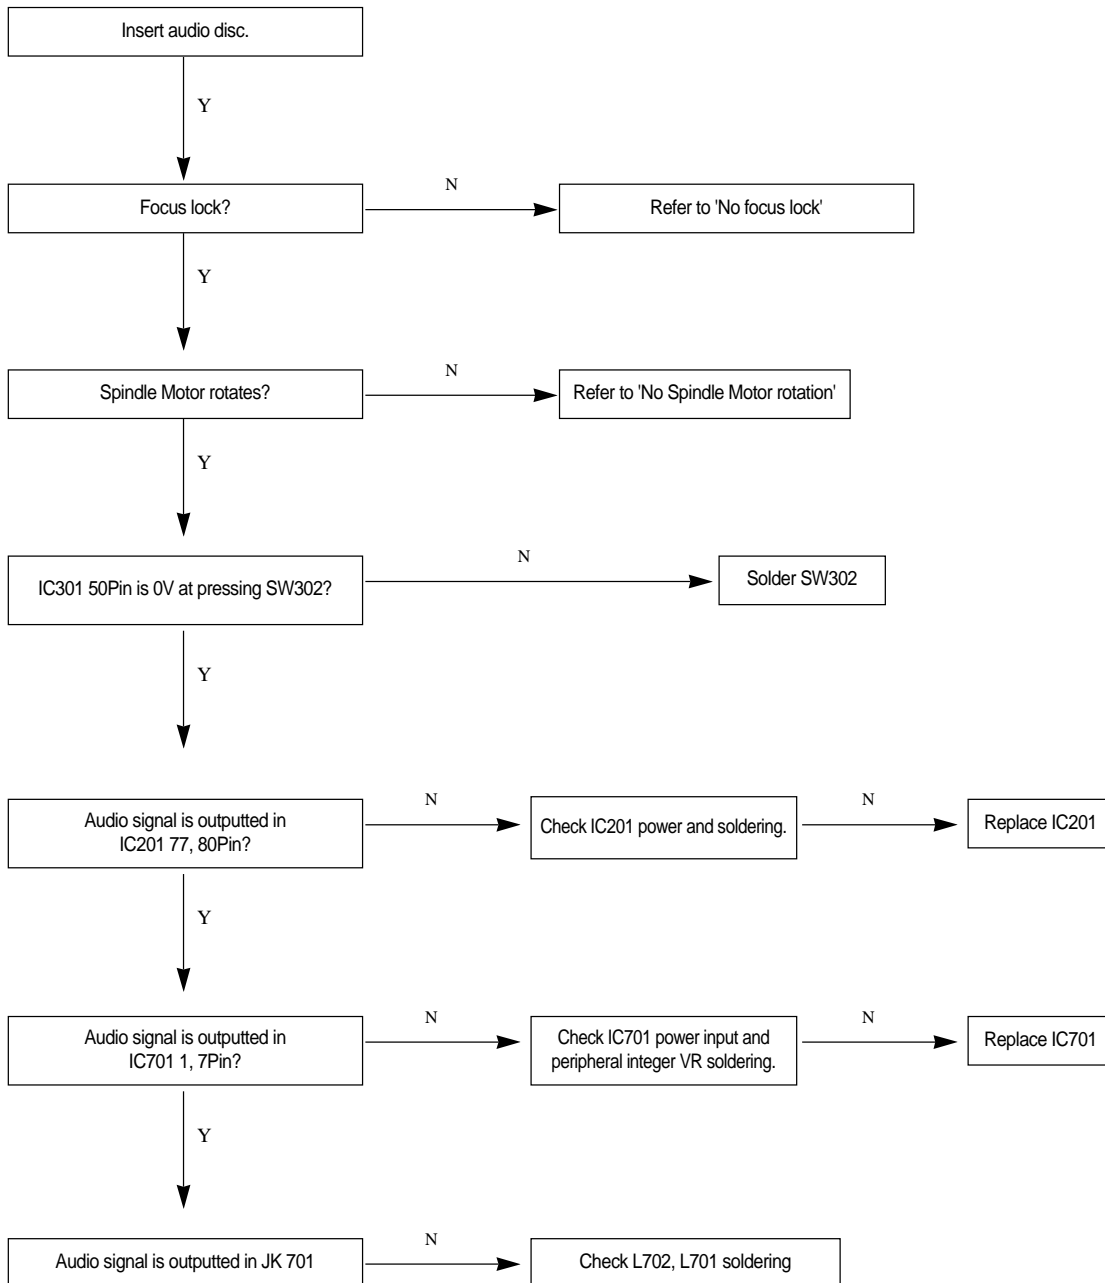 Insert audio disc.
Y
Focus lock?
N
Refer to 'No focus lock'
Y
Spindle Motor rotates?
N
Refer to 'No Spindle Motor rotation'
Y
IC301 50Pin is 0V at pressing SW302?
N
Solder SW302
Y
Audio signal is outputted in
IC201 77, 80Pin?
N
Check IC201 power and soldering.
N
Replace IC201
Y
Audio signal is outputted in
IC701 1, 7Pin?
N
Check IC701 power input and
peripheral integer VR soldering.
N
Replace IC701
Y
Audio signal is outputted in JK 701
N
Check L702, L701 soldering